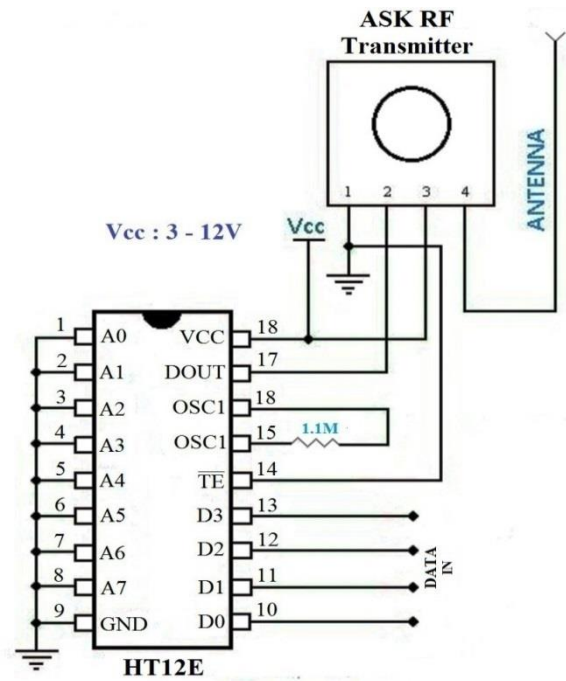 ASK RF
Transmitter
1 2 3 4
ANTENNA
Vcc : 3 - 12V
Vcc
1 A0 VCC 18
2 A1 DOUT 17
3 A2 OSC1 18
4 A3 OSC1 15 1.1M
5 A4 TE 14
6 A5 D3 13
7 A6 D2 12
8 A7 D1 11
9 GND D0 10
DATA
IN
HT12E